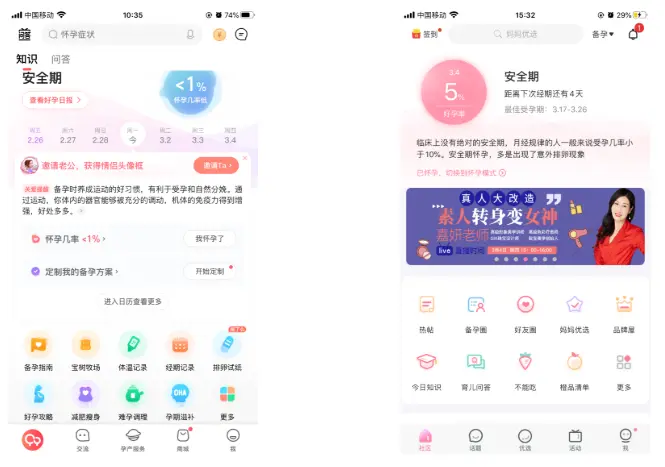 中国移动
10:35
74%
怀孕症状
知识 问答
安全期
查看好孕日报 >
<1%
怀孕几率低
周五 周六 周日 周一 周二 周三 周四
2.26 2.27 2.28 今 3.2 3.3 3.4
邀请老公，获得情侣头像框
邀请Ta >
关爱提醒 备孕时养成运动的好习惯，有利于受孕和自然分娩。通
过运动，你体内的器官能够被充分的调动，机体的免疫力得到增
强，好处多多。
怀孕几率 <1% >
我怀孕了
定制我的备孕方案 >
开始定制
进入日历查看更多
备孕指南 宝树牧场 体温记录 经期记录 排卵试纸
DHA
好孕攻略 减肥瘦身 难孕调理 孕期滋补 更多
交流 孕产服务 商城 我
中国移动
15:32
29%
签到
妈妈优选
备孕
1
3.4
5%
好孕率
安全期
距离下次经期还有 4 天
最佳受孕期：3.17-3.26
临床上没有绝对的安全期，月经规律的人一般来说受孕几率小
于10%。安全期怀孕，多是出现了意外排卵现象
已怀孕，切换到怀孕模式
真人大改造
素人转身变女神
嘉妍老师
live 直播时间
热帖 备孕圈 好友圈 妈妈优选 品牌屋
今日知识 育儿问答 不能吃 橙品清单 更多
社区 话题 优选 活动 我